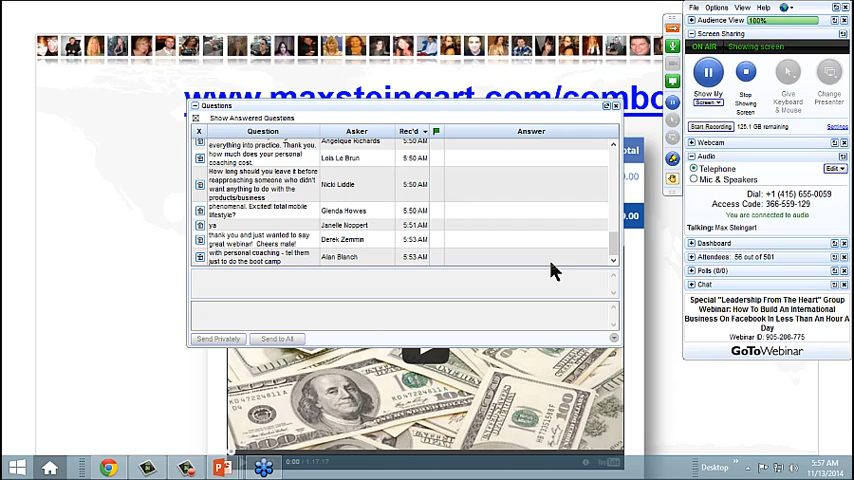 www.maxsteingart.com/combo
Questions
Show Answered Questions
X Question Asker Rec'd Answer
everything into practice. Thank you. Angelique Richards 5:50 AM
how much does your personal
coaching cost. Lois Le Brun 5:50 AM
How long should you leave it before
reapproaching someone who didn't
want anything to do with the
products/business Nicki Liddle 5:50 AM
phenomenal. Excited! total mobile
lifestyle? Glenda Howes 5:50 AM
ya Janelle Noppert 5:51 AM
thank you and just wanted to say
great webinar! Cheers mate! Derek Zemmin 5:53 AM
with personal coaching - tell them
just to do the boot camp Alan Blanch 5:53 AM
Send Privately Send to All
otal
0.00
0.00
0:00 / 1:17:17
YouTube
File Options View Help
Audience View 100%
Screen Sharing
ON AIR Showing screen
Show My
Screen
Stop
Showing
Screen
Give
Keyboard
& Mouse
Change
Presenter
Start Recording 125.1 GB remaining Settings
Webcam
Audio
Telephone Edit
Mic & Speakers
Dial: +1 (415) 655-0059
Access Code: 366-559-129
You are connected to audio
Talking: Max Steingart
Dashboard
Attendees: 56 out of 501
Polls (0/0)
Chat
Special "Leadership From The Heart" Group
Webinar: How To Build An International
Business On Facebook In Less Than An Hour A
Day
Webinar ID: 905-206-775
GoToWebinar
Desktop
5:57 AM
11/13/2014